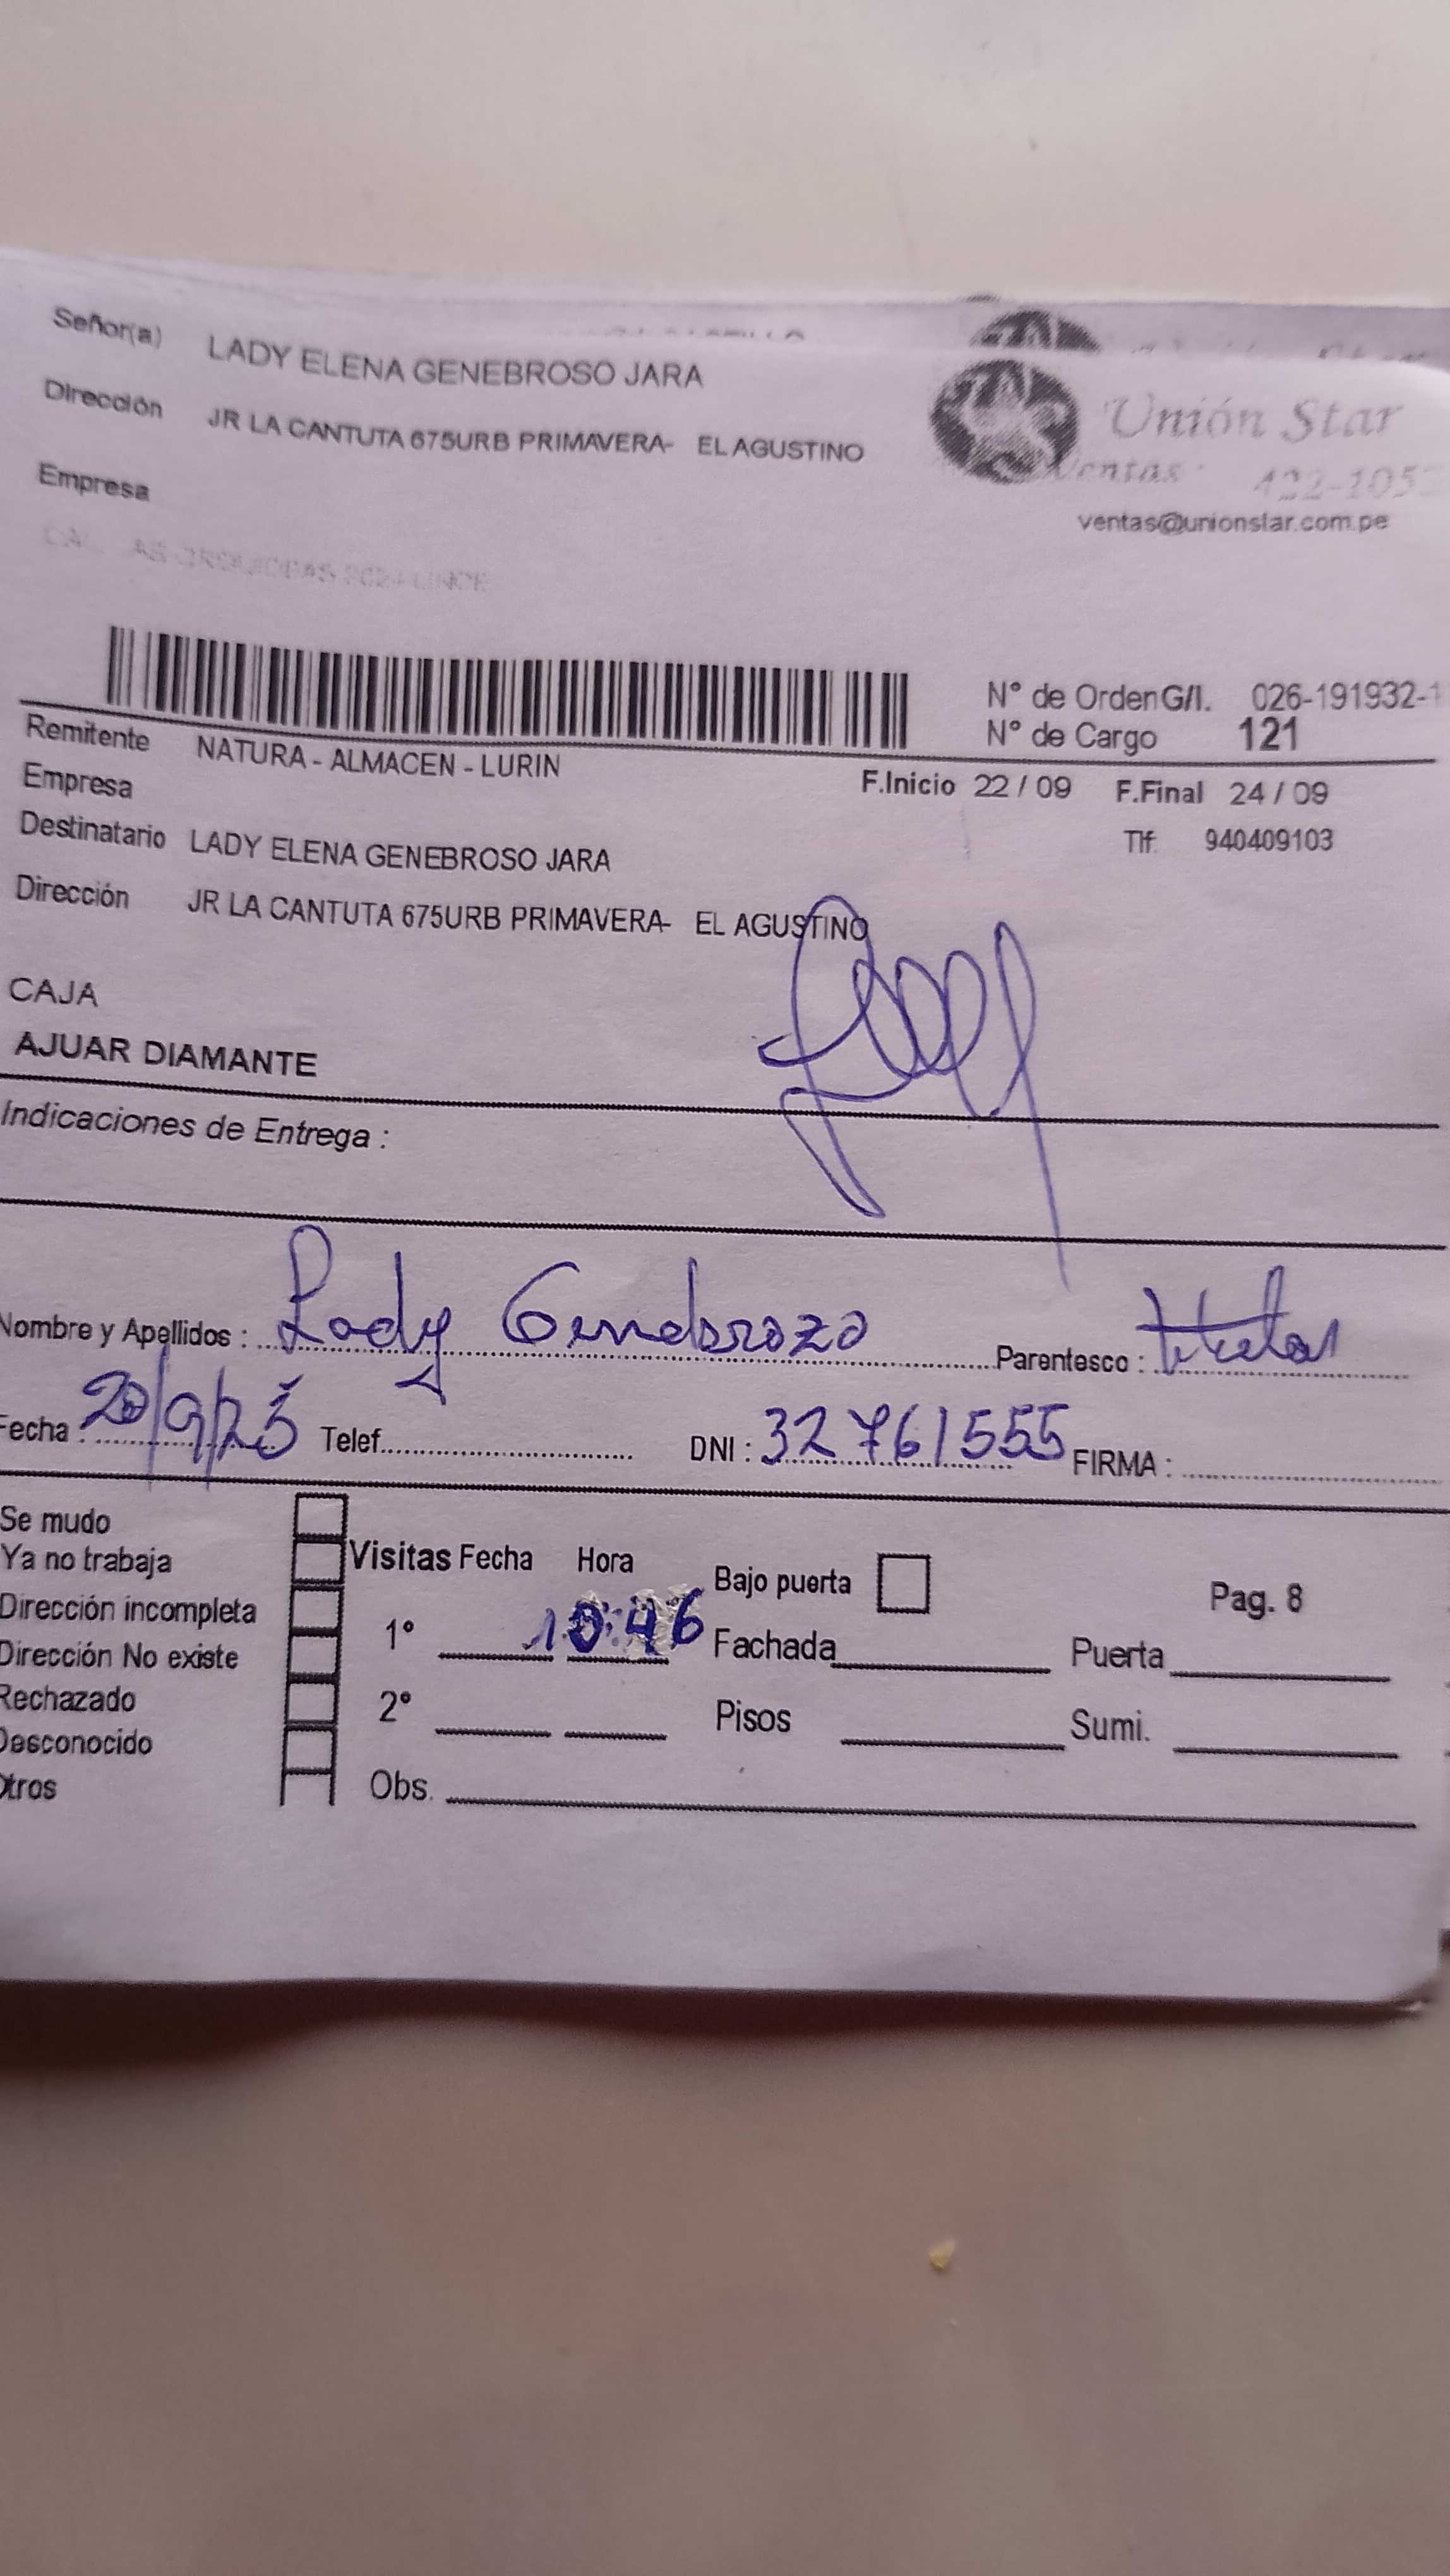 Señor(a) LADY ELENA GENEBROSO JARA
Dirección JR LA CANTUTA 675URB PRIMAVERA- EL AGUSTINO
Unión Star
Ventas:
ventas@unionstar.com.pe
Empresa
N° de Orden G/I. 026-191932-1
N° de Cargo 121
Remitente NATURA - ALMACEN - LURIN
F.Inicio 22 / 09 F.Final 24 / 09
Empresa
Tlf. 940409103
Destinatario LADY ELENA GENEBROSO JARA
Dirección JR LA CANTUTA 675URB PRIMAVERA- EL AGUSTINO
CAJA
AJUAR DIAMANTE
Indicaciones de Entrega :
Nombre y Apellidos : Lady Genebrozo Parentesco : titular
Fecha : 20/9/23 Telef. DNI : 32761555 FIRMA :
Se mudo
Ya no trabaja Visitas Fecha Hora Bajo puerta Pag. 8
Dirección incompleta 1° 10:46 Fachada Puerta
Dirección No existe
Rechazado 2° Pisos Sumi.
Desconocido
Otros Obs.